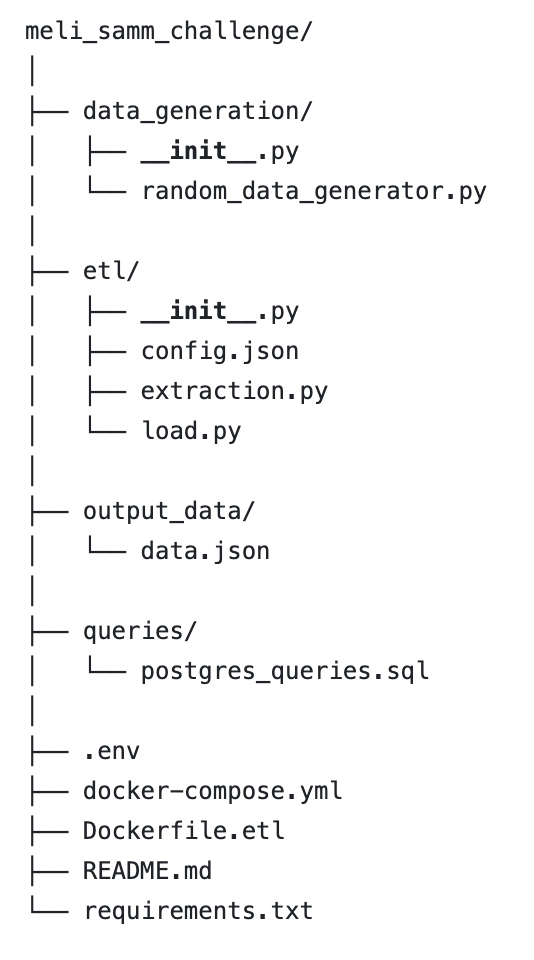 meli_samm_challenge/
│
├── data_generation/
│   ├── __init__.py
│   └── random_data_generator.py
│
├── etl/
│   ├── __init__.py
│   ├── config.json
│   ├── extraction.py
│   └── load.py
│
├── output_data/
│   └── data.json
│
├── queries/
│   └── postgres_queries.sql
│
├── .env
├── docker-compose.yml
├── Dockerfile.etl
├── README.md
└── requirements.txt